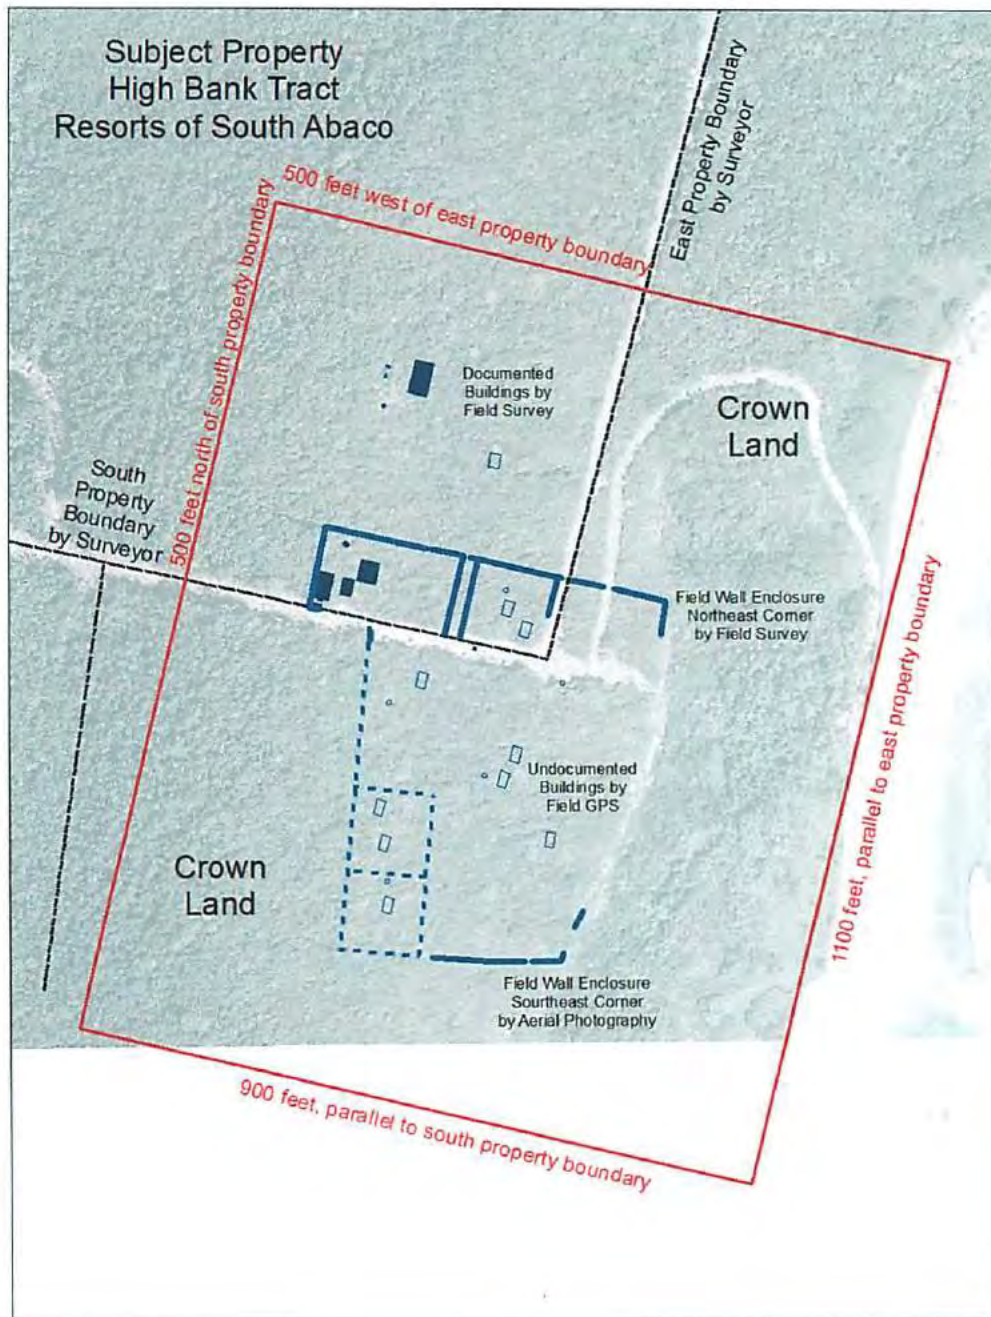 Subject Property
High Bank Tract
Resorts of South Abaco
500 feet west of east property boundary
East Property Boundary
by Surveyor
500 feet north of south property boundary
Documented
Buildings by
Field Survey
Crown
Land
South
Property
Boundary
by Surveyor
Field Wall Enclosure
Northeast Corner
by Field Survey
Undocumented
Buildings by
Field GPS
1100 feet, parallel to east property boundary
Crown
Land
Field Wall Enclosure
Sourtheast Corner
by Aerial Photography
900 feet, parallel to south property boundary